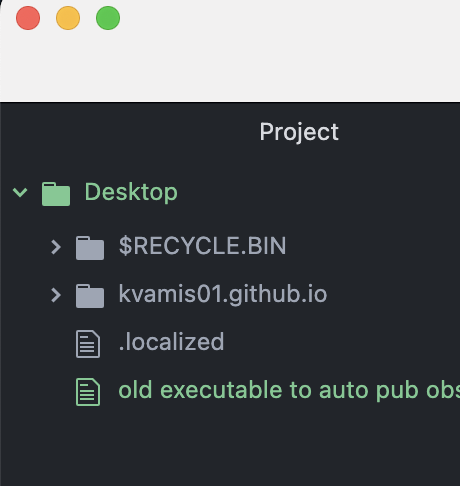 Project
Desktop
$RECYCLE.BIN
kvamis01.github.io
.localized
old executable to auto pub obs